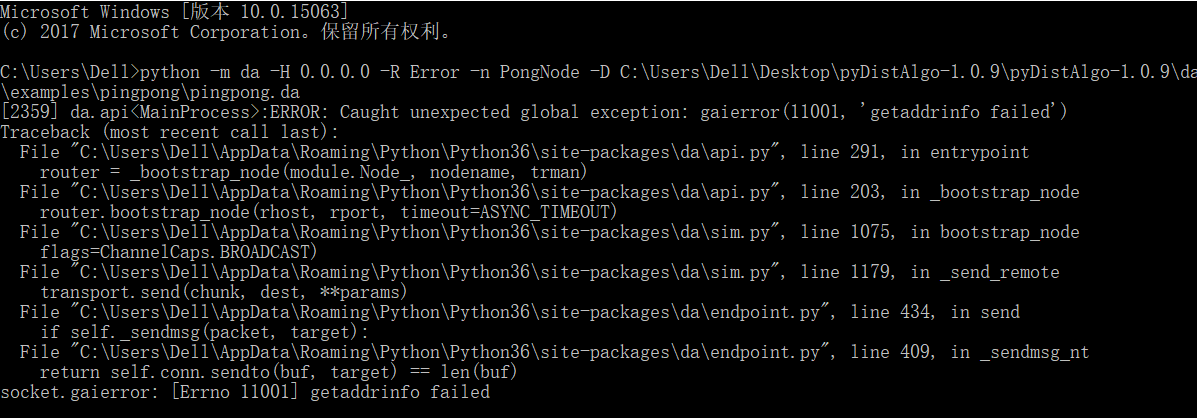 Microsoft Windows [版本 10.0.15063]
(c) 2017 Microsoft Corporation。保留所有权利。
C:\Users\Dell>python -m da -H 0.0.0.0 -R Error -n PongNode -D C:\Users\Dell\Desktop\pyDistAlgo-1.0.9\pyDistAlgo-1.0.9\da
\examples\pingpong\pingpong.da
[2359] da.api<MainProcess>:ERROR: Caught unexpected global exception: gaierror(11001, 'getaddrinfo failed')
Traceback (most recent call last):
  File "C:\Users\Dell\AppData\Roaming\Python\Python36\site-packages\da\api.py", line 291, in entrypoint
    router = _bootstrap_node(module.Node_, nodename, trman)
  File "C:\Users\Dell\AppData\Roaming\Python\Python36\site-packages\da\api.py", line 203, in _bootstrap_node
    router.bootstrap_node(rhost, rport, timeout=ASYNC_TIMEOUT)
  File "C:\Users\Dell\AppData\Roaming\Python\Python36\site-packages\da\sim.py", line 1075, in bootstrap_node
    flags=ChannelCaps.BROADCAST)
  File "C:\Users\Dell\AppData\Roaming\Python\Python36\site-packages\da\sim.py", line 1179, in _send_remote
    transport.send(chunk, dest, **params)
  File "C:\Users\Dell\AppData\Roaming\Python\Python36\site-packages\da\endpoint.py", line 434, in send
    if self._sendmsg(packet, target):
  File "C:\Users\Dell\AppData\Roaming\Python\Python36\site-packages\da\endpoint.py", line 409, in _sendmsg_nt
    return self.conn.sendto(buf, target) == len(buf)
socket.gaierror: [Errno 11001] getaddrinfo failed